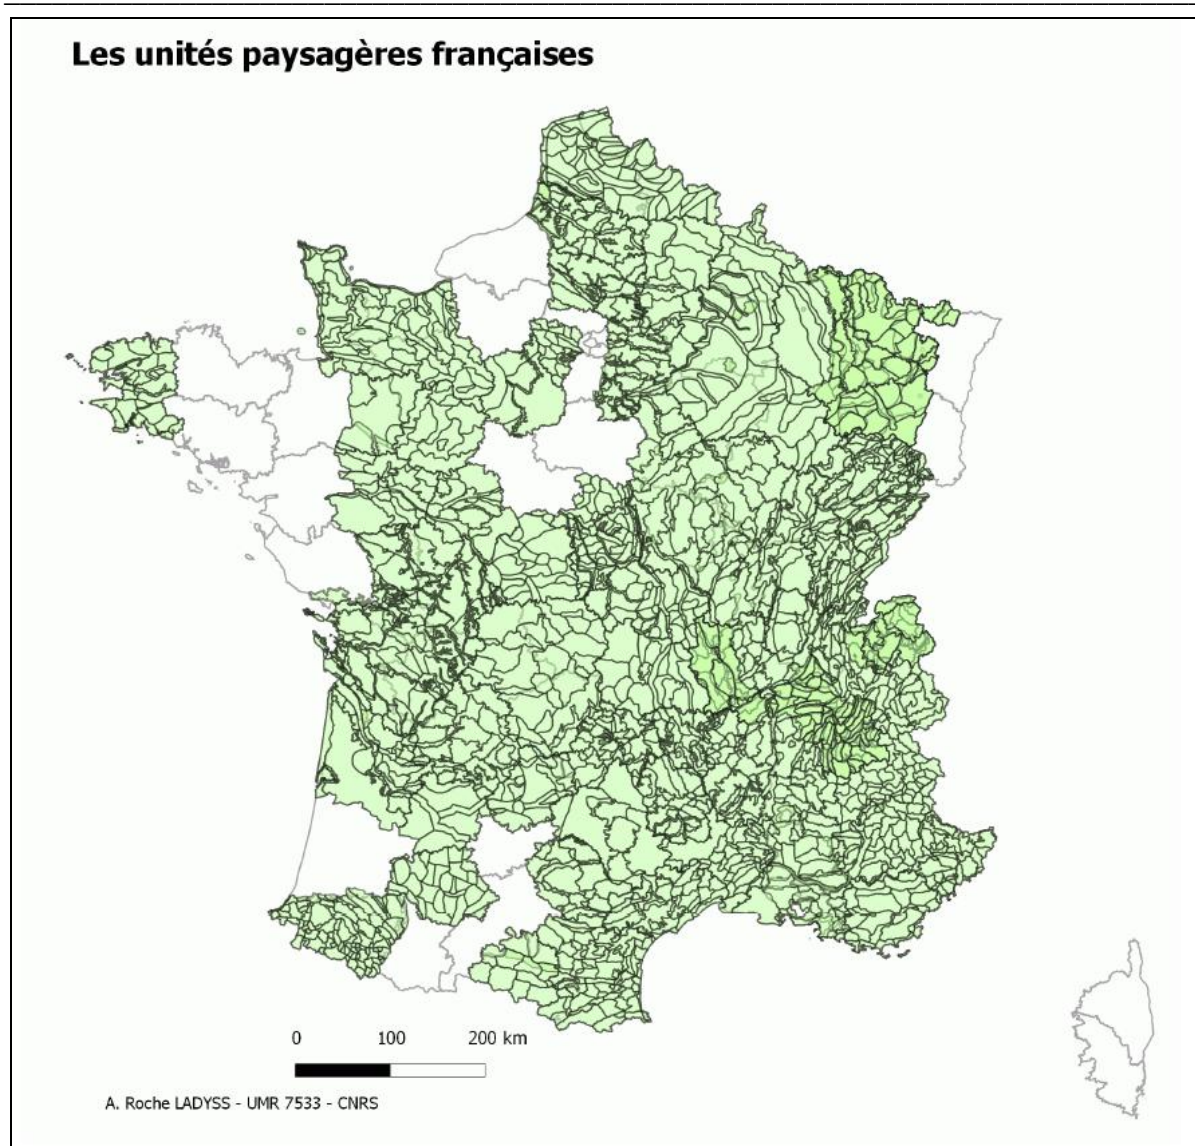 Les unités paysagères françaises
0 100 200 km
A. Roche LADYSS - UMR 7533 - CNRS